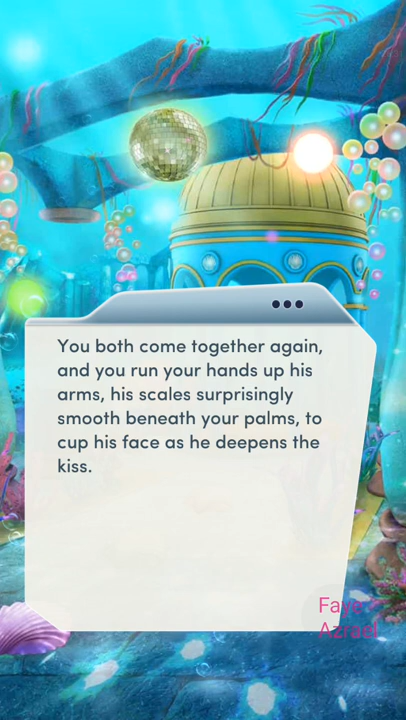 You both come together again,
and you run your hands up his
arms, his scales surprisingly
smooth beneath your palms, to
cup his face as he deepens the
kiss.
Faye
Azrael